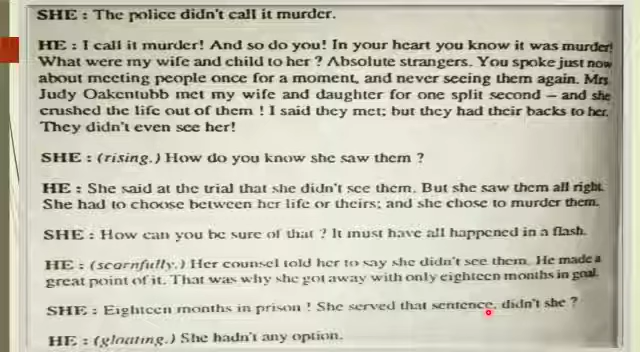 SHE : The police didn't call it murder.
HE : I call it murder! And so do you! In your heart you know it was murder!
What were my wife and child to her ? Absolute strangers. You spoke just now
about meeting people once for a moment, and never seeing them again. Mrs.
Judy Oakentubb met my wife and daughter for one split second – and she
crushed the life out of them ! I said they met; but they had their backs to her.
They didn't even see her!
SHE : (rising.) How do you know she saw them ?
HE : She said at the trial that she didn't see them. But she saw them all right.
She had to choose between her life or theirs; and she chose to murder them.
SHE : How can you be sure of that ? It must have all happened in a flash.
HE : (scornfully.) Her counsel told her to say she didn't see them. He made a
great point of it. That was why she got away with only eighteen months in goal.
SHE : Eighteen months in prison ! She served that sentence, didn't she ?
HE : (gloating.) She hadn't any option.